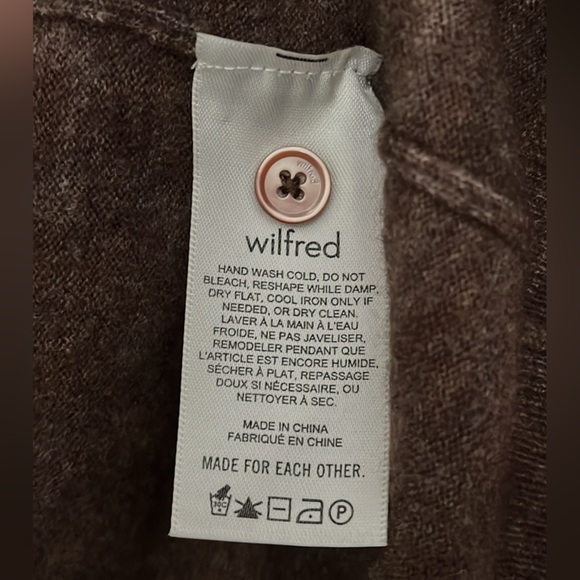 wilfred
wilfred
HAND WASH COLD, DO NOT
BLEACH, RESHAPE WHILE DAMP,
DRY FLAT, COOL IRON ONLY IF
NEEDED, OR DRY CLEAN.
LAVER À LA MAIN À L'EAU
FROIDE, NE PAS JAVELISER,
REMODELER PENDANT QUE
L'ARTICLE EST ENCORE HUMIDE,
SÉCHER À PLAT, REPASSAGE
DOUX SI NÉCESSAIRE, OU
NETTOYER À SEC.
MADE IN CHINA
FABRIQUÉ EN CHINE
MADE FOR EACH OTHER.
30C P